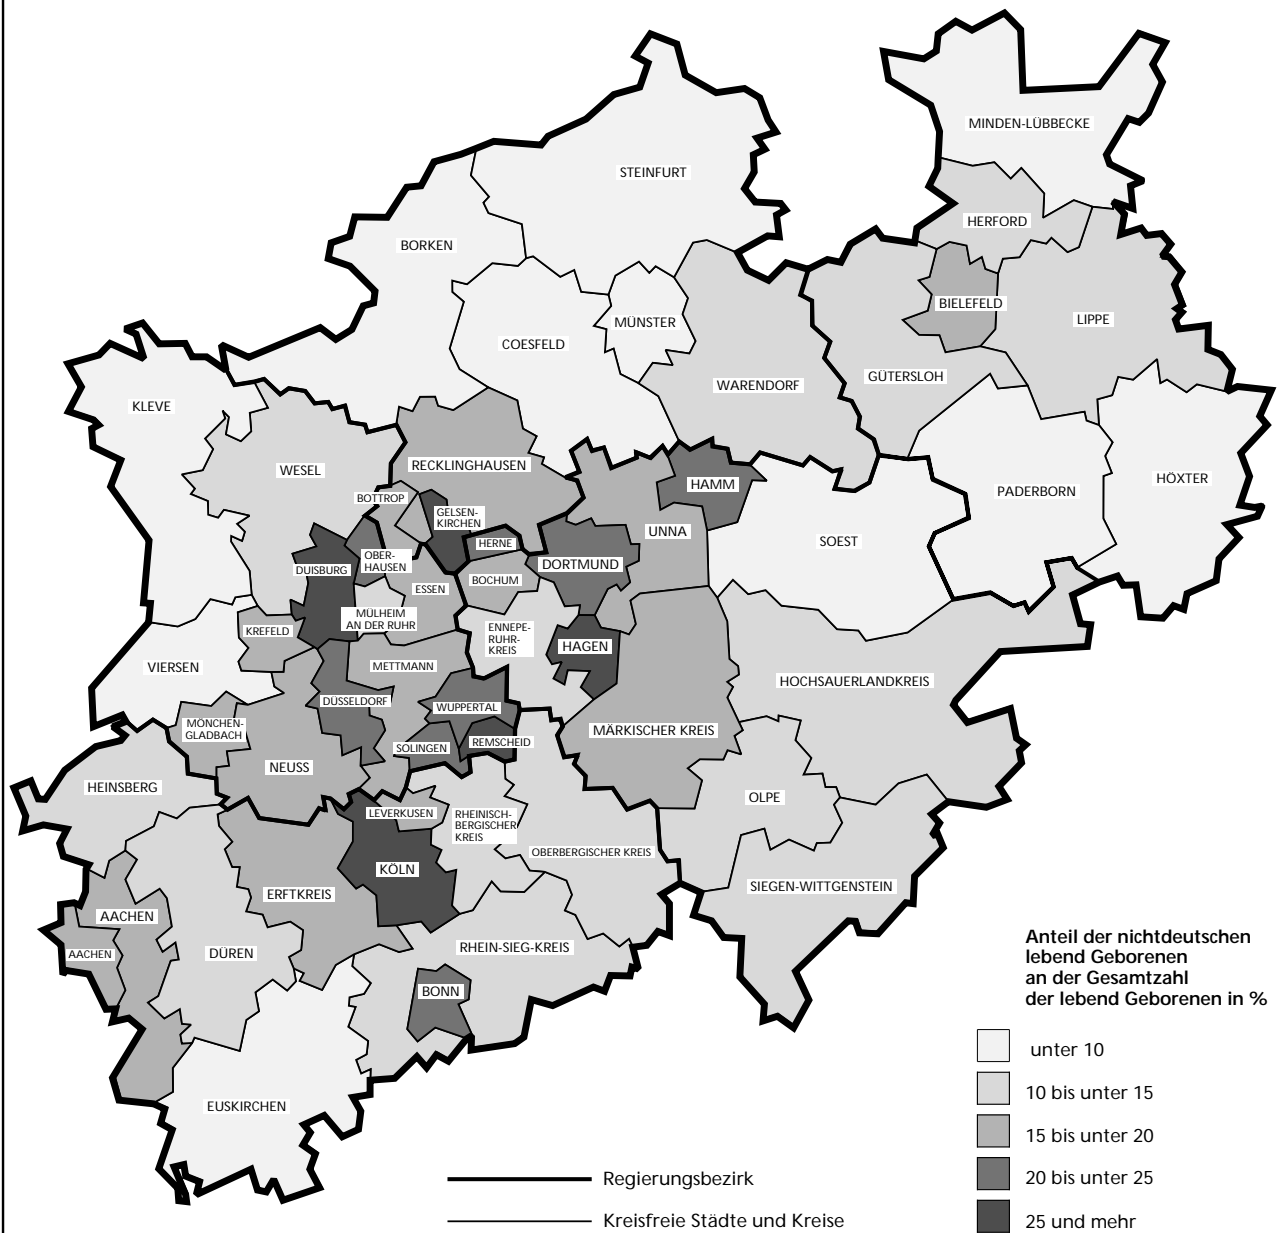 MINDEN-LÜBBECKE
STEINFURT
HERFORD
BORKEN
BIELEFELD
LIPPE
MÜNSTER
COESFELD
GÜTERSLOH
WARENDORF
KLEVE
RECKLINGHAUSEN
WESEL
HÖXTER
HAMM
PADERBORN
BOTTROP
GELSEN-
KIRCHEN
UNNA
SOEST
HERNE
OBER-
HAUSEN
DORTMUND
DUISBURG
BOCHUM
ESSEN
MÜLHEIM
AN DER RUHR
KREFELD
ENNEPE-
RUHR-
KREIS
HAGEN
VIERSEN
METTMANN
HOCHSAUERLANDKREIS
DÜSSELDORF
WUPPERTAL
MÖNCHEN-
GLADBACH
MÄRKISCHER KREIS
REMSCHEID
SOLINGEN
NEUSS
HEINSBERG
OLPE
LEVERKUSEN
RHEINISCH-
BERGISCHER
KREIS
OBERBERGISCHER KREIS
KÖLN
SIEGEN-WITTGENSTEIN
ERFTKREIS
AACHEN
RHEIN-SIEG-KREIS
DÜREN
AACHEN
BONN
EUSKIRCHEN
Anteil der nichtdeutschen
lebend Geborenen
an der Gesamtzahl
der lebend Geborenen in %
unter 10
10 bis unter 15
15 bis unter 20
20 bis unter 25
25 und mehr
Regierungsbezirk
Kreisfreie Städte und Kreise